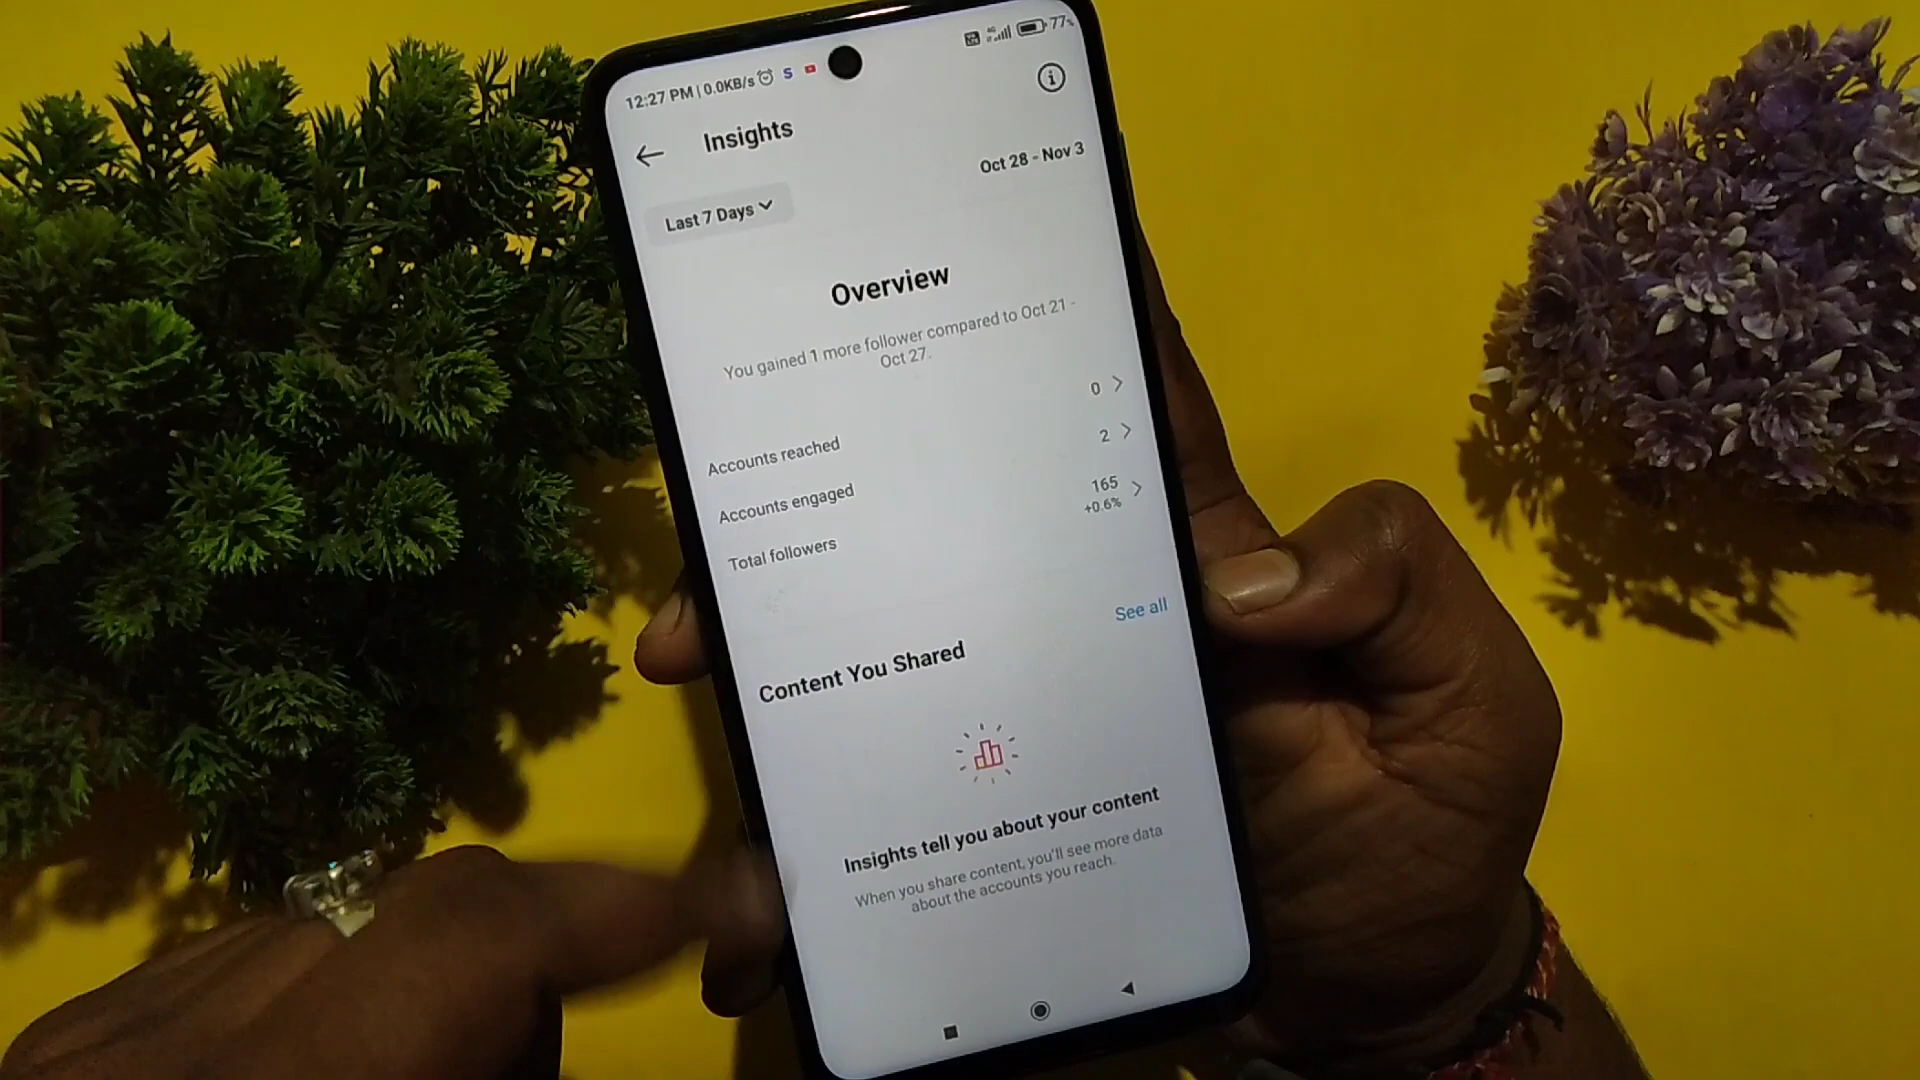 12:27 PM | 0.0KB/s S 77%
Insights
Oct 28 - Nov 3
Last 7 Days
Overview
You gained 1 more follower compared to Oct 21 -
Oct 27.
Accounts reached 0
Accounts engaged 2
Total followers 165
+0.6%
Content You Shared See all
Insights tell you about your content
When you share content, you'll see more data
about the accounts you reach.